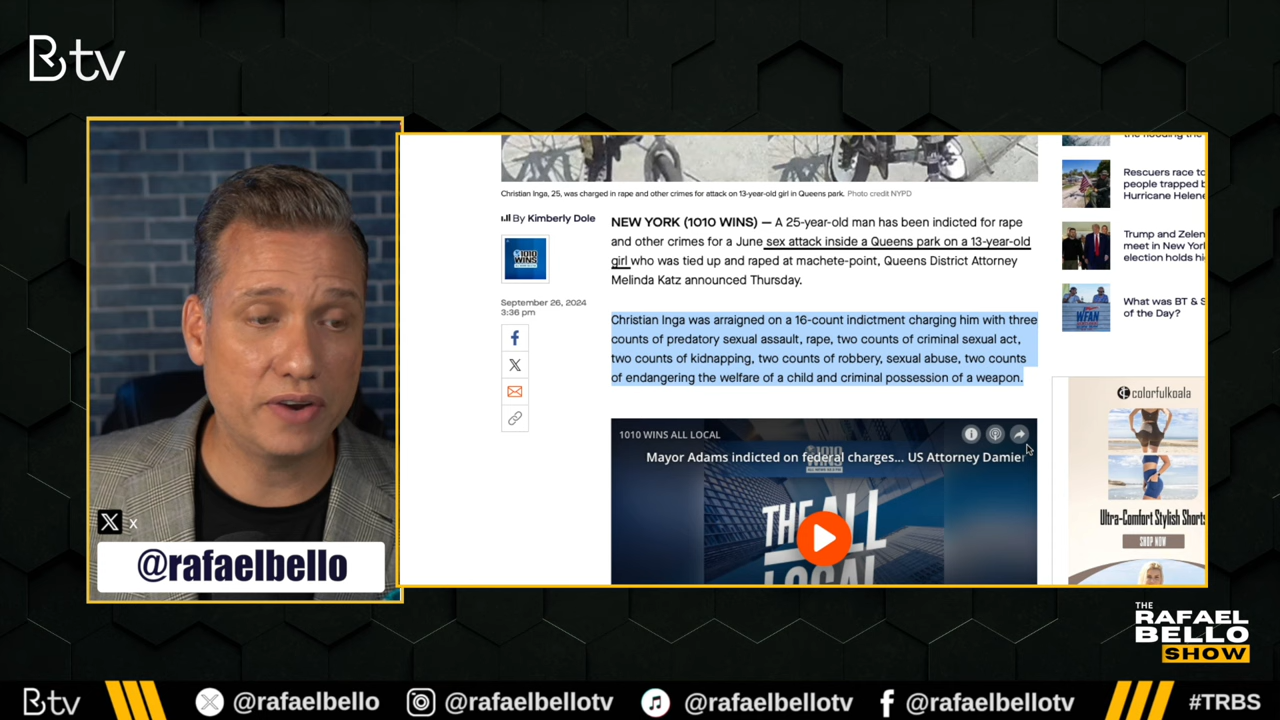 Btv
Christian Inga, 25, was charged in rape and other crimes for attack on 13-year-old girl in Queens park. Photo credit NYPD
By Kimberly Dole
1010
WINS
September 26, 2024
3:36 pm
NEW YORK (1010 WINS) — A 25-year-old man has been indicted for rape
and other crimes for a June sex attack inside a Queens park on a 13-year-old
girl who was tied up and raped at machete-point, Queens District Attorney
Melinda Katz announced Thursday.
Christian Inga was arraigned on a 16-count indictment charging him with three
counts of predatory sexual assault, rape, two counts of criminal sexual act,
two counts of kidnapping, two counts of robbery, sexual abuse, two counts
of endangering the welfare of a child and criminal possession of a weapon.
1010 WINS ALL LOCAL
Mayor Adams indicted on federal charges... US Attorney Damie
THE ALL
LOCAL
the flooding the
Rescuers race to
people trapped b
Hurricane Helene
Trump and Zelen
meet in New Yor
election holds hi
WFAN
What was BT & S
of the Day?
colorfulkoala
Ultra-Comfort Stylish Shorts
SHOP NOW
X
@rafaelbello
THE
RAFAEL
BELLO
SHOW
Btv
@rafaelbello
@rafaelbellotv
@rafaelbellotv
@rafaelbellotv
#TRBS